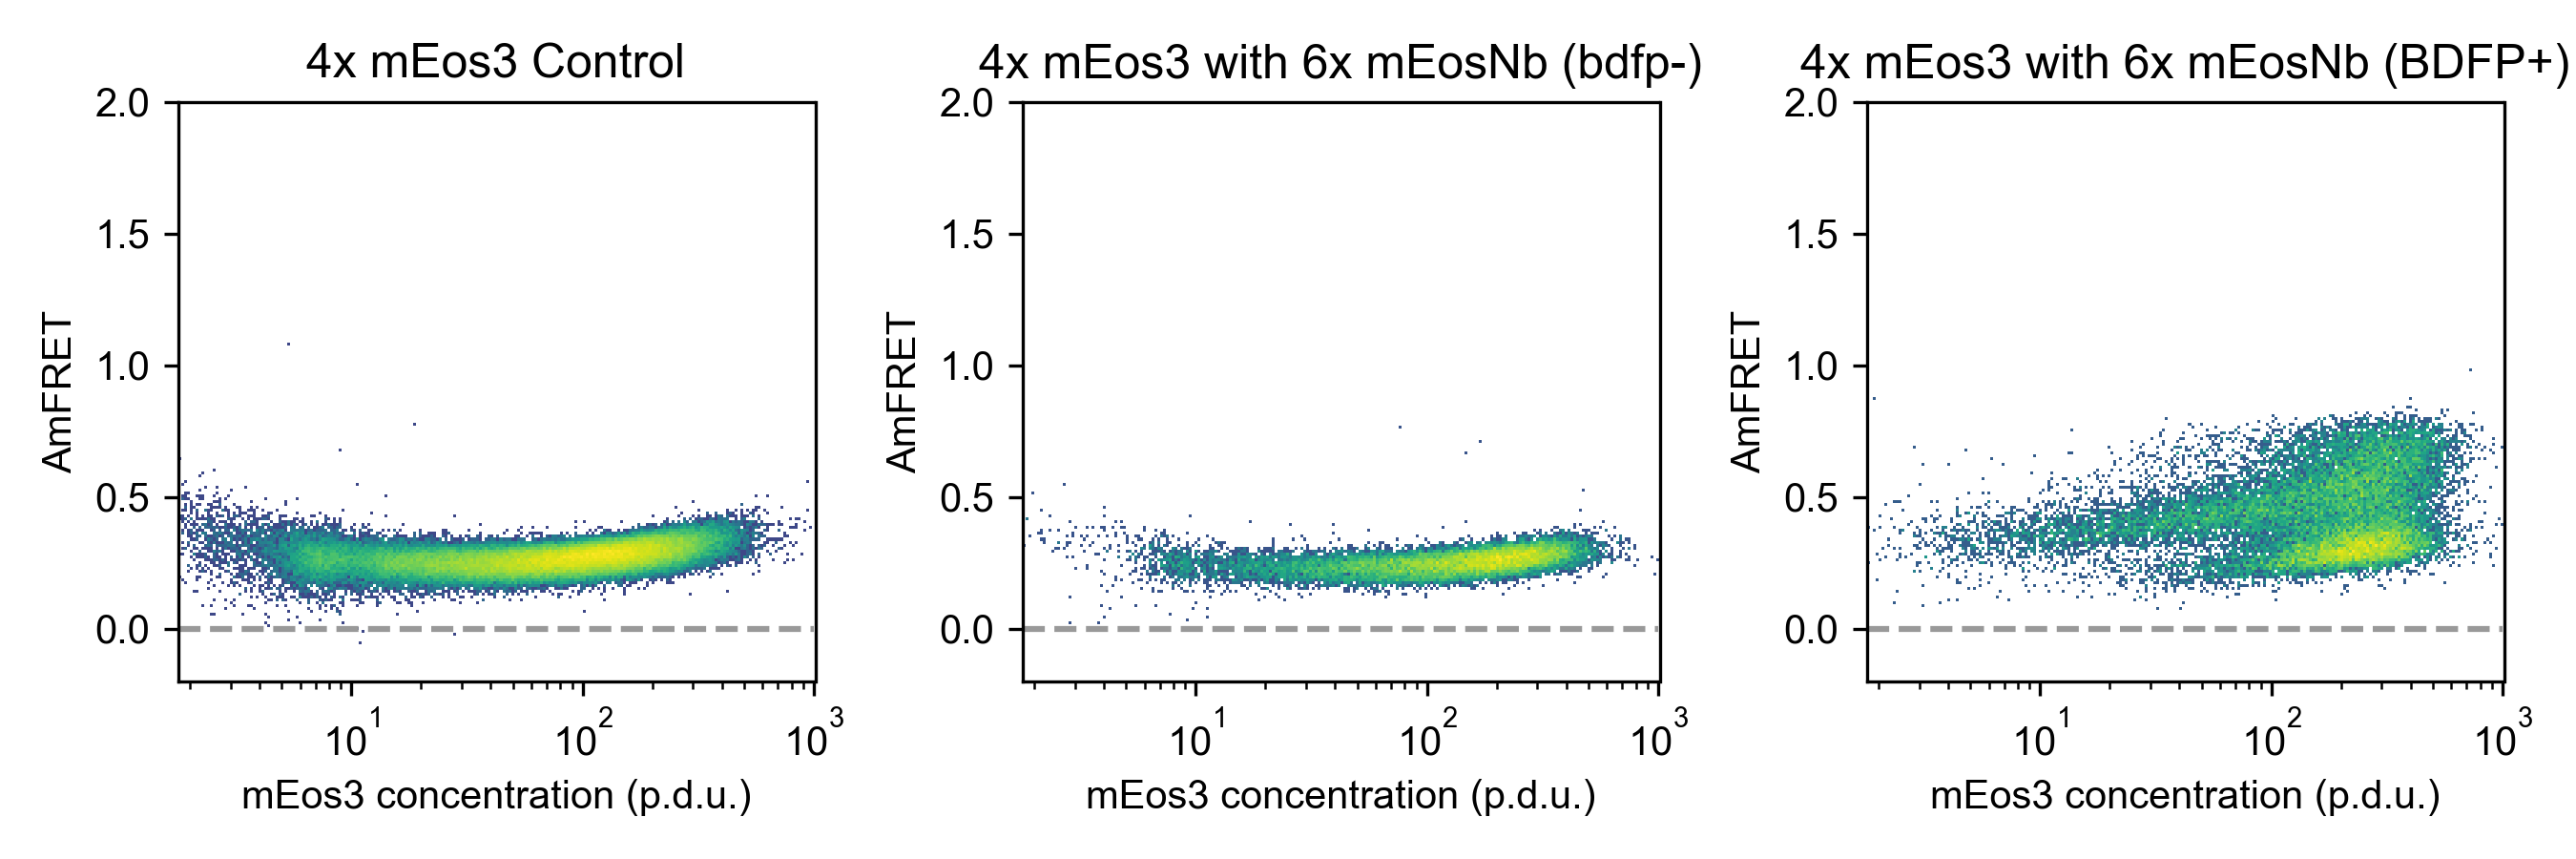 4x mEos3 Control
2.0
1.5
1.0
0.5
0.0
AmFRET
10^1
10^2
10^3
mEos3 concentration (p.d.u.)
4x mEos3 with 6x mEosNb (bdfp-)
2.0
1.5
1.0
0.5
0.0
AmFRET
10^1
10^2
10^3
mEos3 concentration (p.d.u.)
4x mEos3 with 6x mEosNb (BDFP+)
2.0
1.5
1.0
0.5
0.0
AmFRET
10^1
10^2
10^3
mEos3 concentration (p.d.u.)